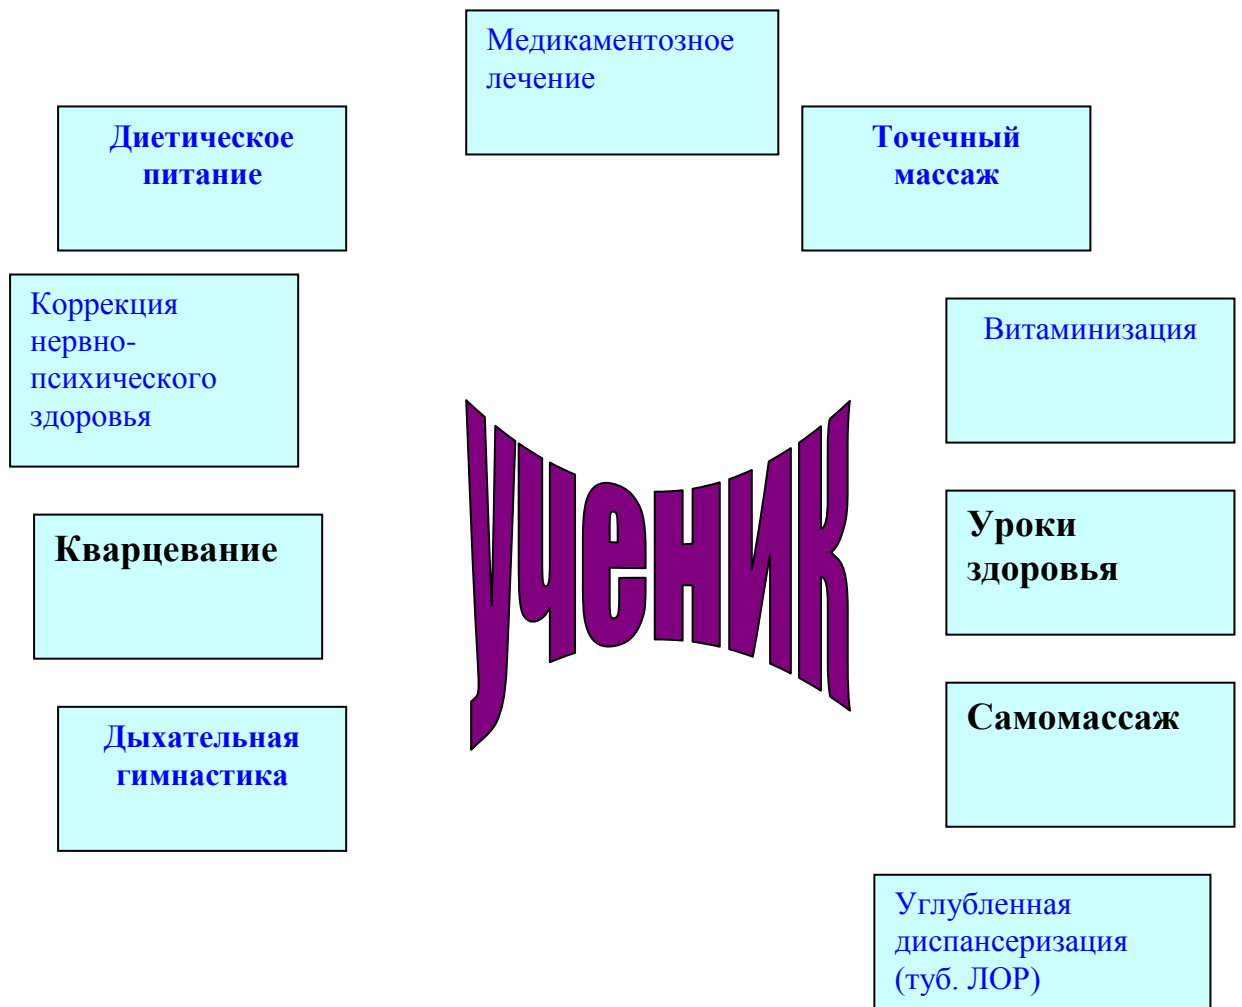 Медикаментозное
лечение
Диетическое
питание
Точечный
массаж
Коррекция
нервно-
психического
здоровья
Витаминизация
ученик
Кварцевание
Уроки
здоровья
Самомассаж
Дыхательная
гимнастика
Углубленная
диспансеризация
(туб. ЛОР)